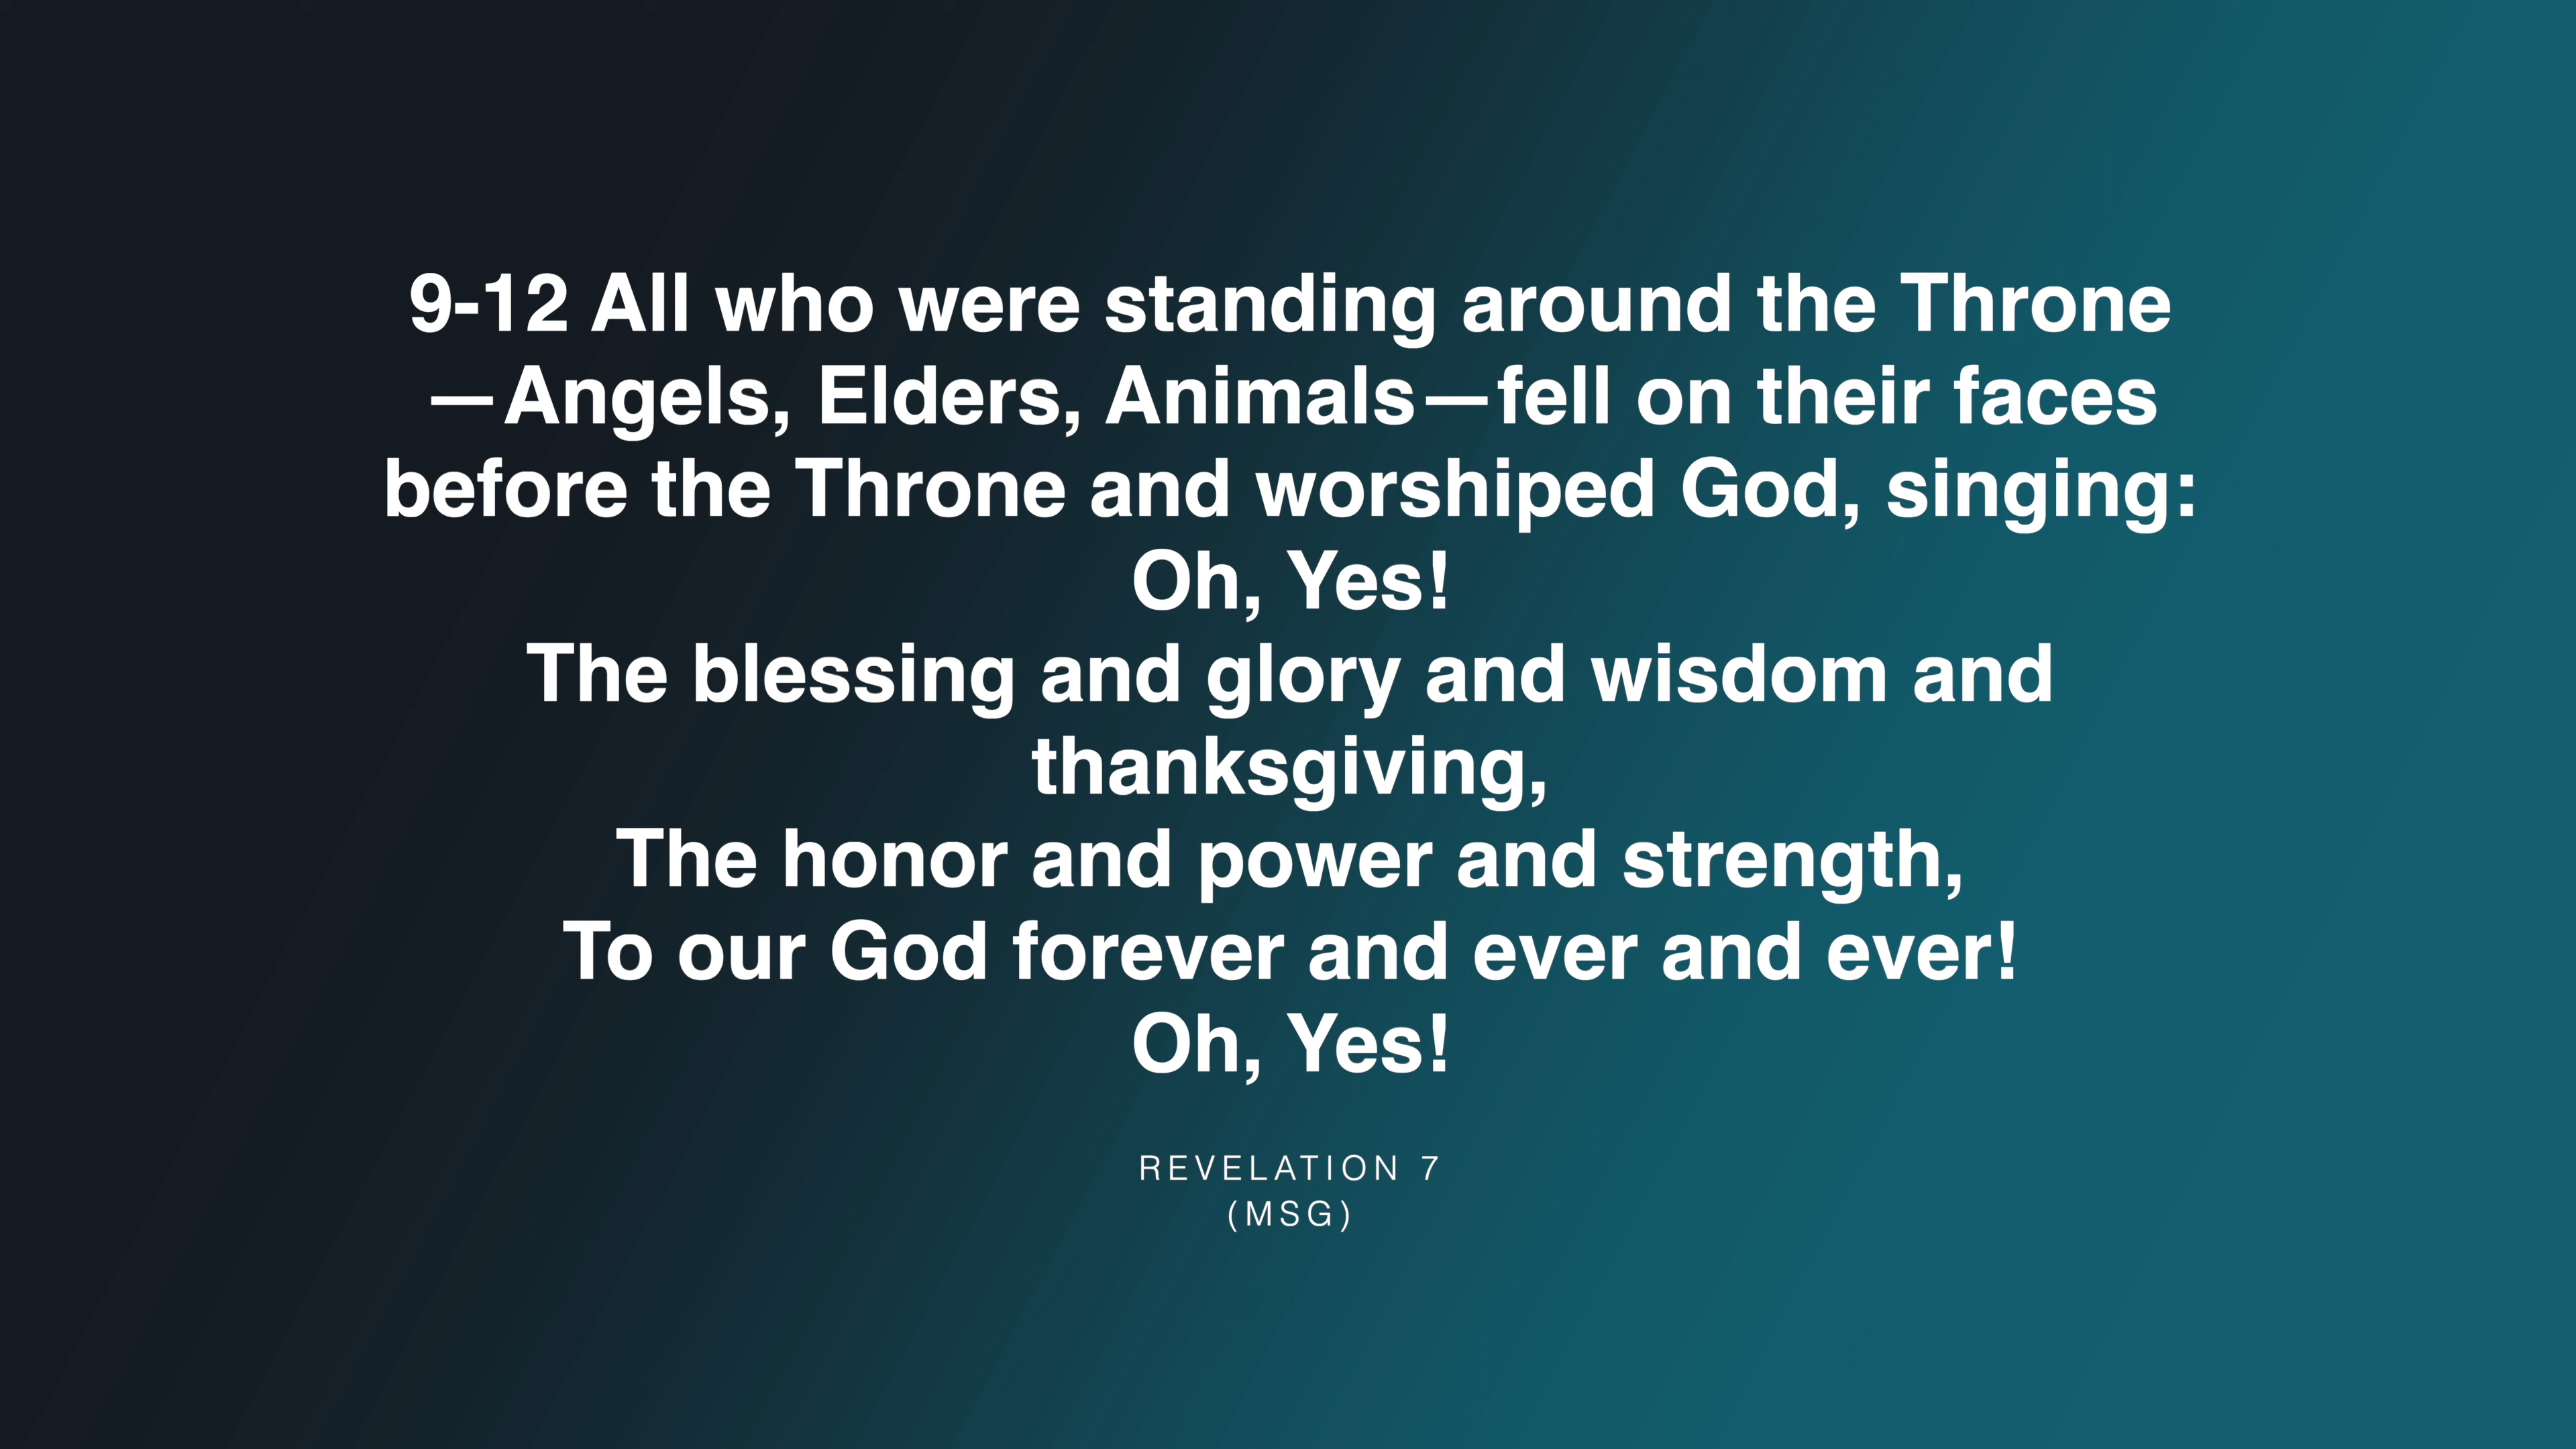 9-12 All who were standing around the Throne
—Angels, Elders, Animals—fell on their faces
before the Throne and worshiped God, singing:
Oh, Yes!
The blessing and glory and wisdom and
thanksgiving,
The honor and power and strength,
To our God forever and ever and ever!
Oh, Yes!
REVELATION 7
(MSG)